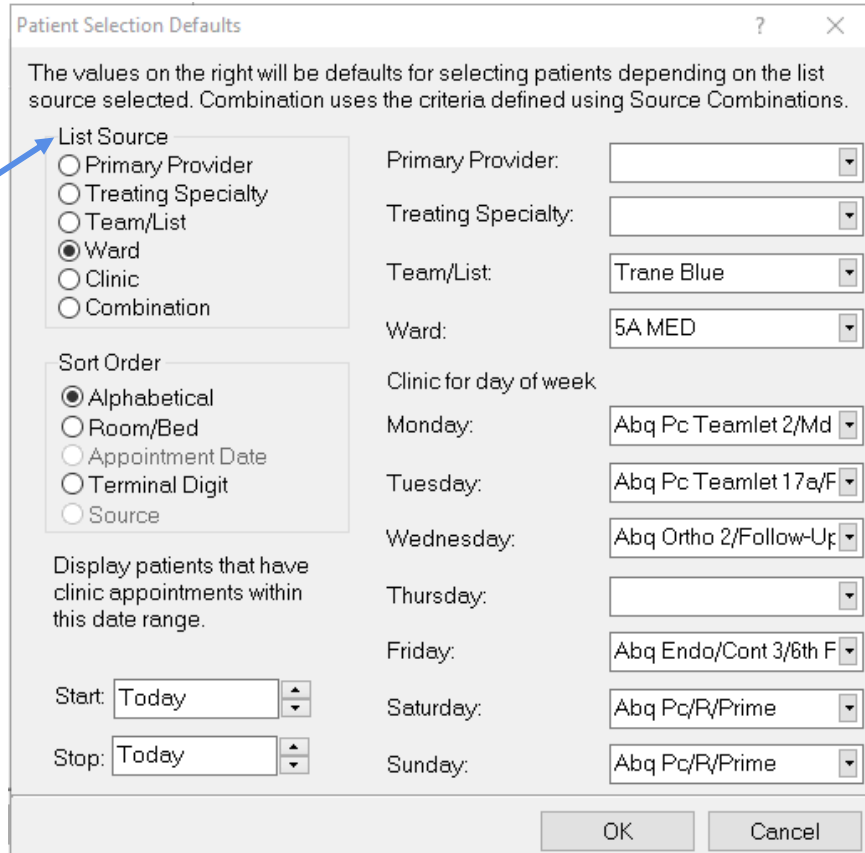 Patient Selection Defaults
?
The values on the right will be defaults for selecting patients depending on the list
source selected. Combination uses the criteria defined using Source Combinations.
List Source
Primary Provider
Treating Specialty
Team/List
Ward
Clinic
Combination
Sort Order
Alphabetical
Room/Bed
Appointment Date
Terminal Digit
Source
Display patients that have
clinic appointments within
this date range.
Start: Today
Stop: Today
Primary Provider:
Treating Specialty:
Team/List: Trane Blue
Ward: 5A MED
Clinic for day of week
Monday: Abq Pc Teamlet 2/Md
Tuesday: Abq Pc Teamlet 17a/F
Wednesday: Abq Ortho 2/Follow-Up
Thursday:
Friday: Abq Endo/Cont 3/6th F
Saturday: Abq Pc/R/Prime
Sunday: Abq Pc/R/Prime
OK Cancel